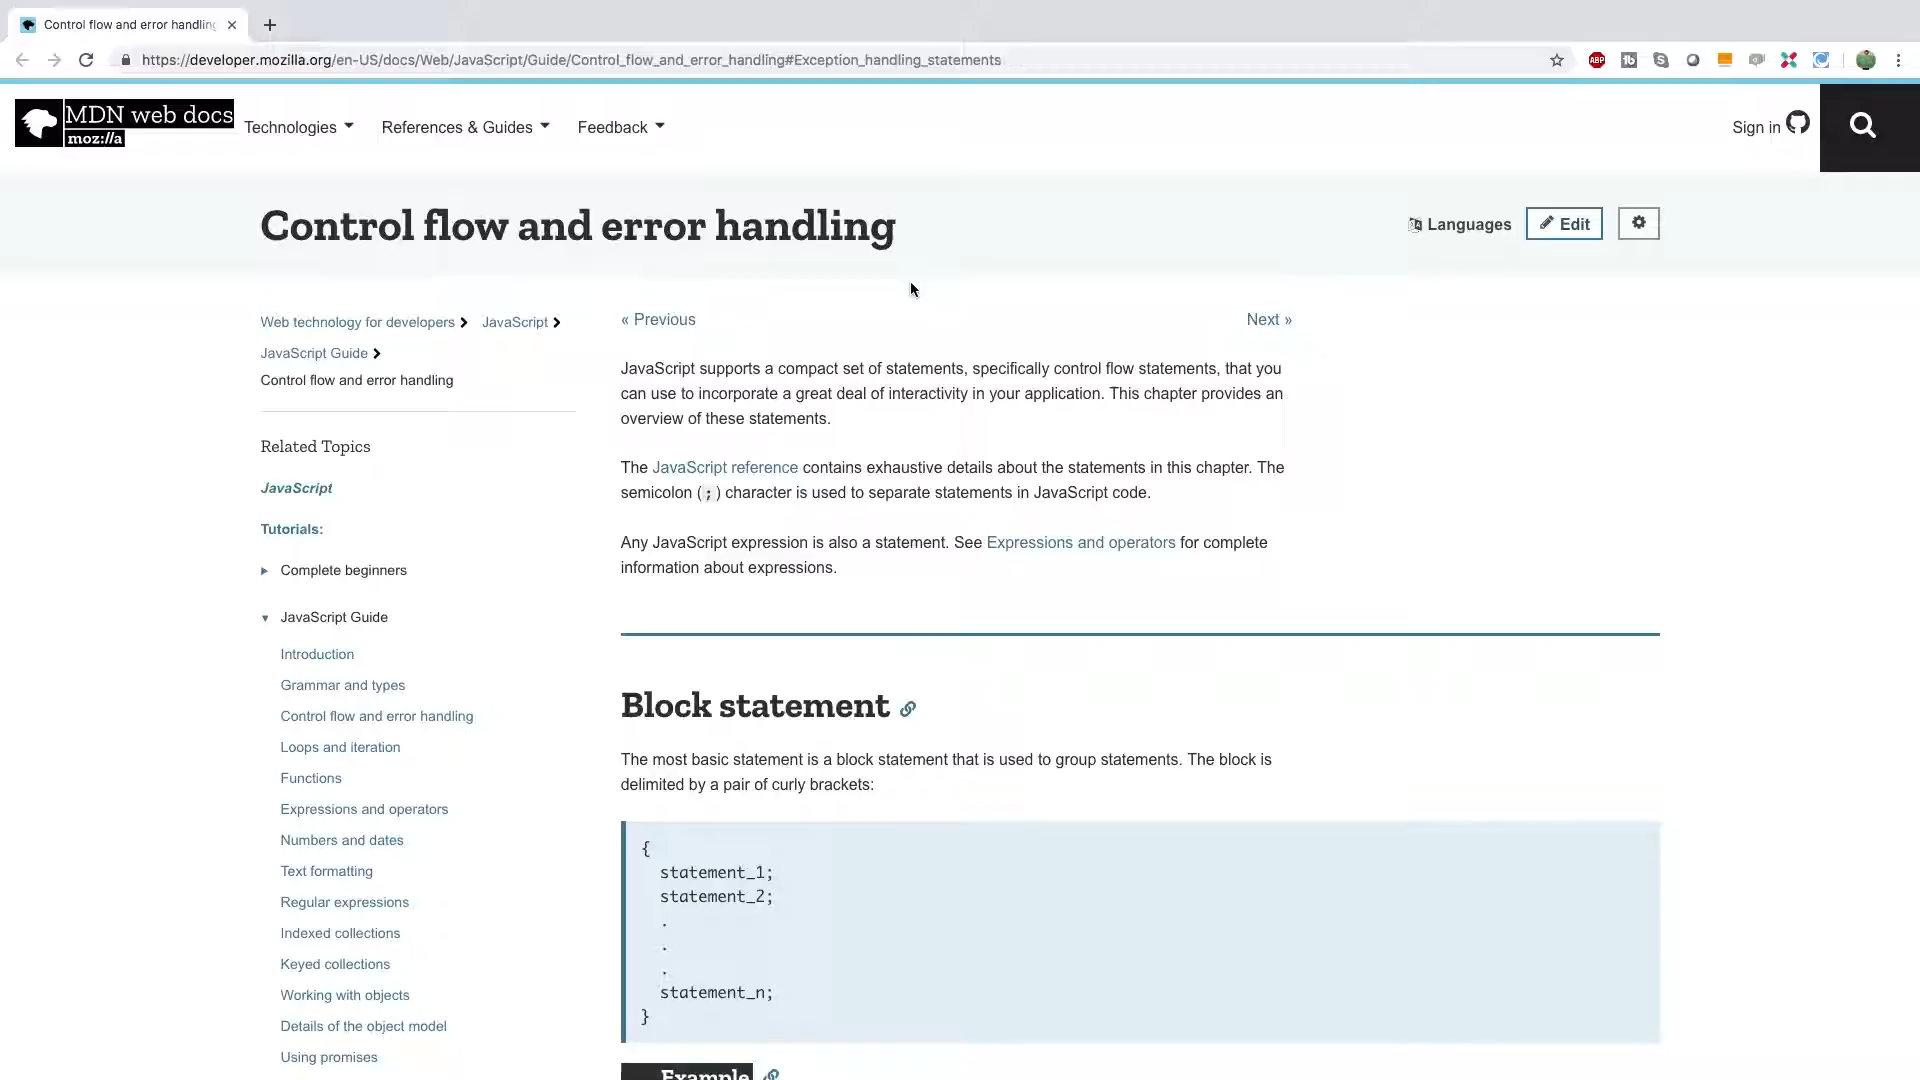 Control flow and error handling
https://developer.mozilla.org/en-US/docs/Web/JavaScript/Guide/Control_flow_and_error_handling#Exception_handling_statements
ABP
MDN web docs
moz://a
Technologies
References & Guides
Feedback
Sign in
Control flow and error handling
Languages
Edit
Web technology for developers
JavaScript
JavaScript Guide
Control flow and error handling
Related Topics
JavaScript
Tutorials:
Complete beginners
JavaScript Guide
Introduction
Grammar and types
Control flow and error handling
Loops and iteration
Functions
Expressions and operators
Numbers and dates
Text formatting
Regular expressions
Indexed collections
Keyed collections
Working with objects
Details of the object model
Using promises
« Previous
Next »
JavaScript supports a compact set of statements, specifically control flow statements, that you
can use to incorporate a great deal of interactivity in your application. This chapter provides an
overview of these statements.
The JavaScript reference contains exhaustive details about the statements in this chapter. The
semicolon (;) character is used to separate statements in JavaScript code.
Any JavaScript expression is also a statement. See Expressions and operators for complete
information about expressions.
Block statement
The most basic statement is a block statement that is used to group statements. The block is
delimited by a pair of curly brackets:
{
statement_1;
statement_2;
.
.
.
statement_n;
}
Example